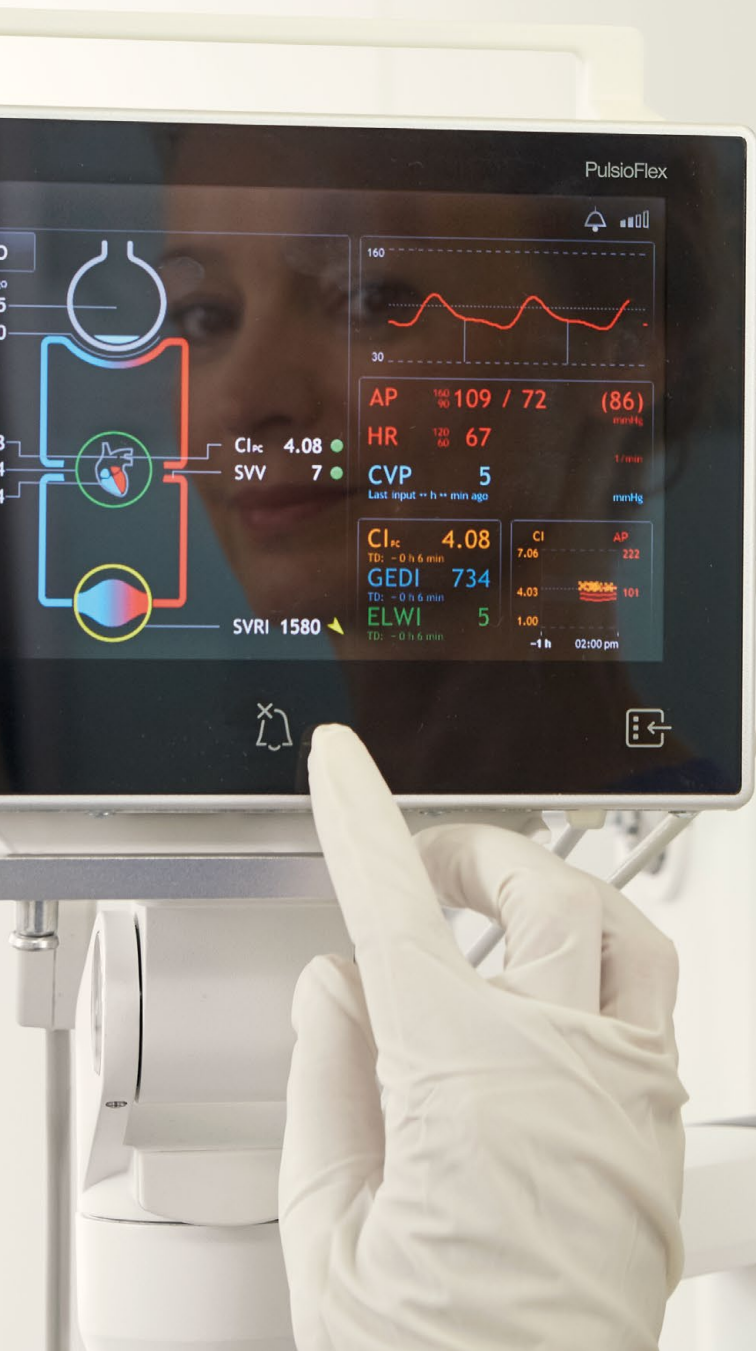 PulsioFlex
160
30
AP 160 90 109 / 72 (86)
mmHg
HR 120 60 67
1/min
CVP 5
Last input -- h -- min ago mmHg
CIPC 4.08
SVV 7
SVRI 1580
CIPC 4.08
TD: - 0 h 6 min
GEDI 734
TD: - 0 h 6 min
ELWI 5
TD: - 0 h 6 min
CI AP
7.06 222
4.03 101
1.00
-1 h 02:00 pm